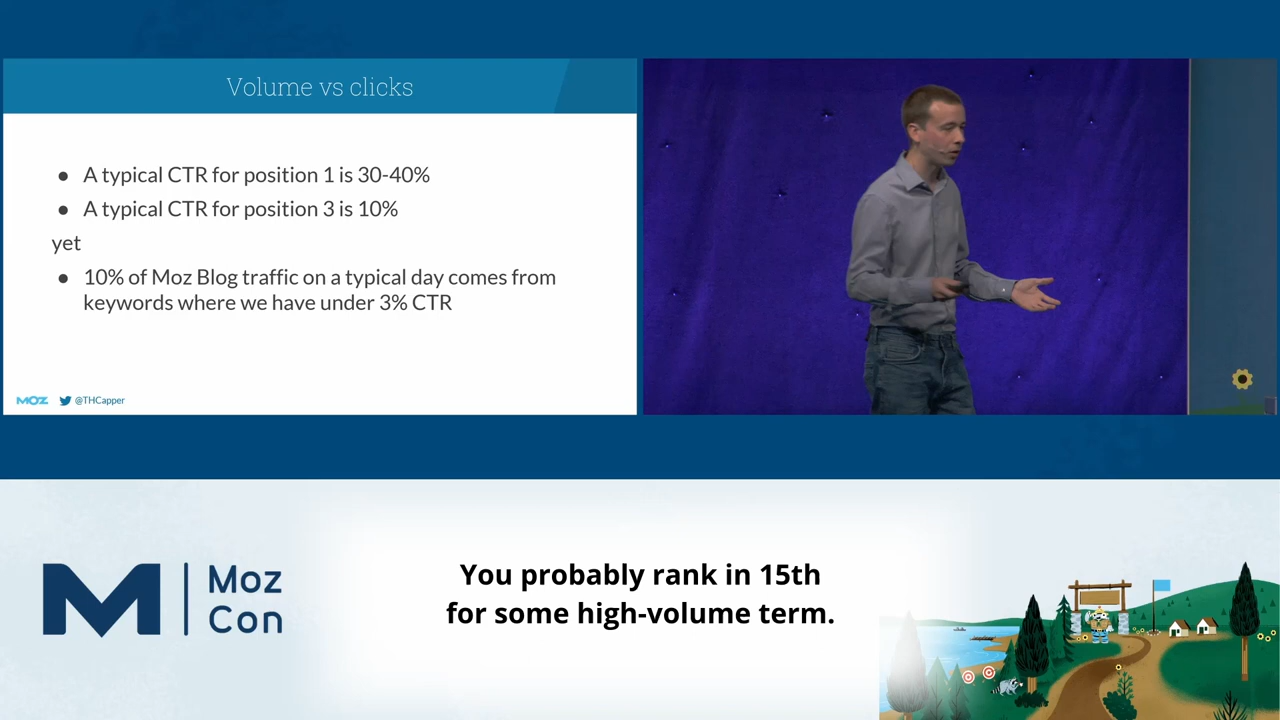 Volume vs clicks
● A typical CTR for position 1 is 30-40%
● A typical CTR for position 3 is 10%
yet
● 10% of Moz Blog traffic on a typical day comes from
keywords where we have under 3% CTR
MOZ @THCapper
M Moz
Con
You probably rank in 15th
for some high-volume term.